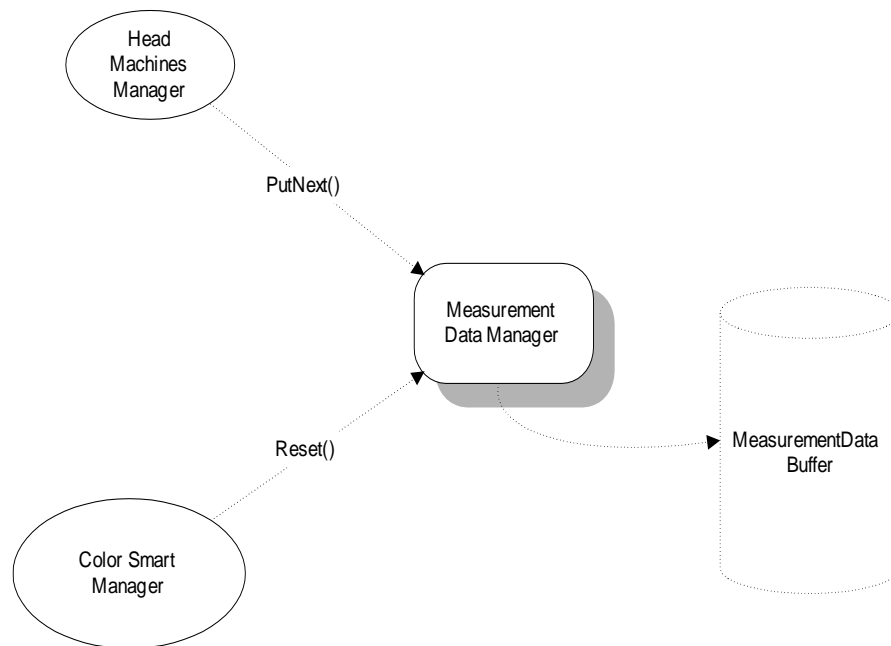 Head
Machines
Manager
PutNext()
Measurement
Data Manager
MeasurementData
Buffer
Reset()
Color Smart
Manager